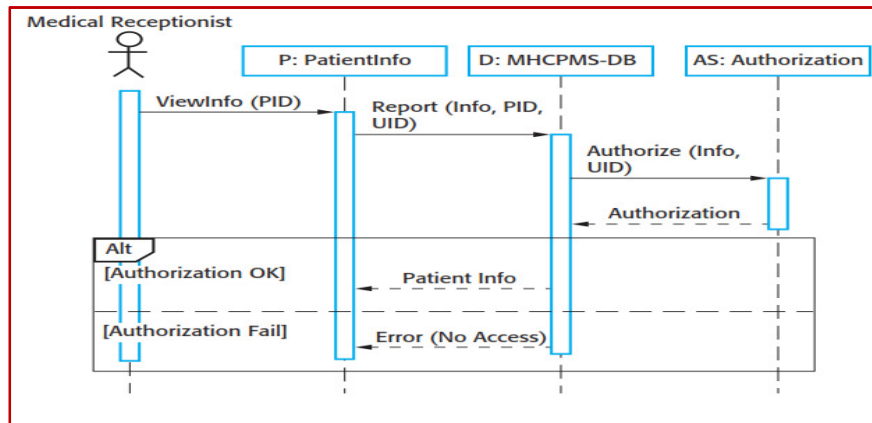 Medical Receptionist
P: PatientInfo
D: MHCPMS-DB
AS: Authorization
ViewInfo (PID)
Report (Info, PID,
UID)
Authorize (Info,
UID)
Authorization
Alt
[Authorization OK]
Patient Info
[Authorization Fail]
Error (No Access)